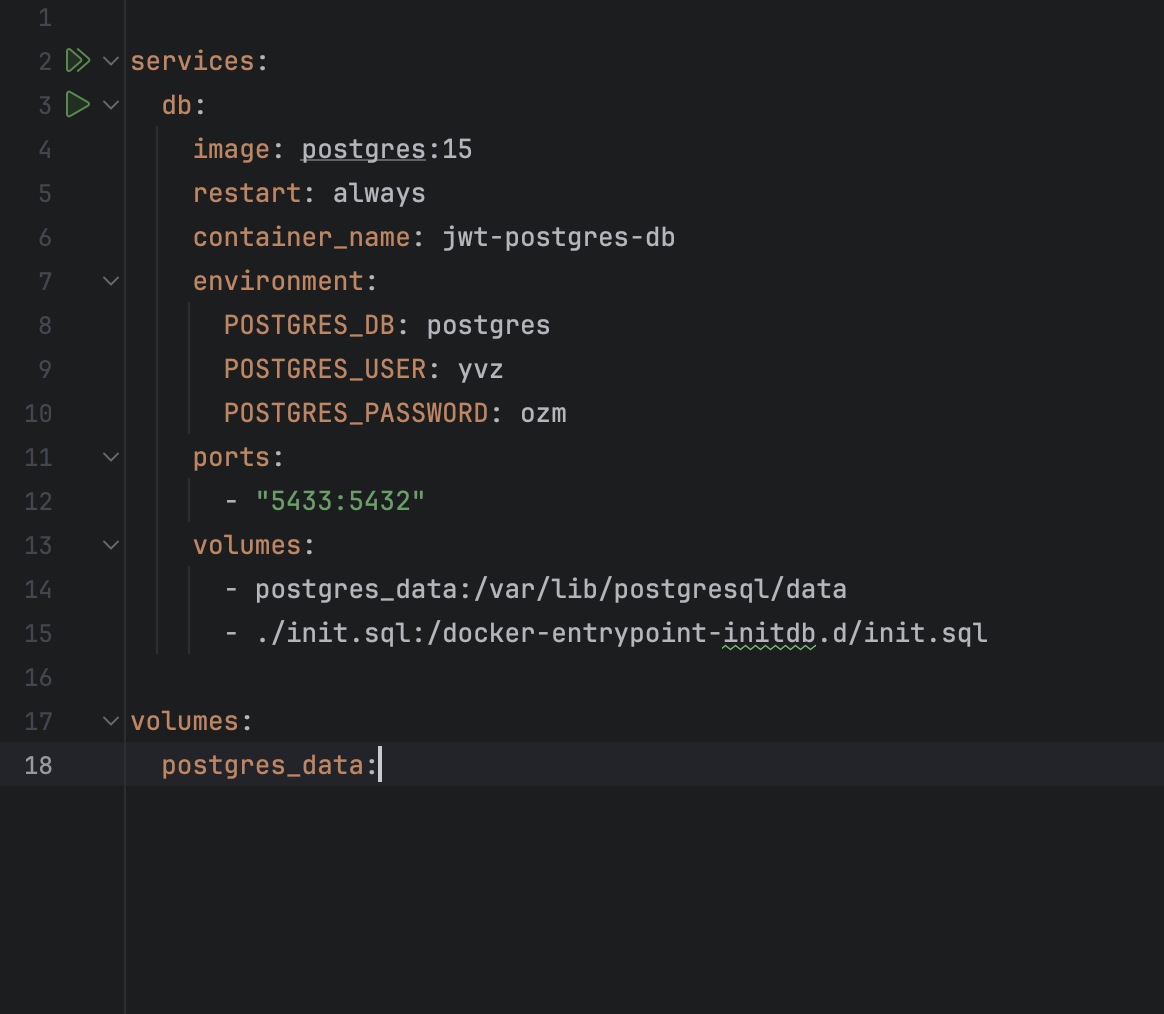 1
2 services:
3   db:
4     image: postgres:15
5     restart: always
6     container_name: jwt-postgres-db
7     environment:
8       POSTGRES_DB: postgres
9       POSTGRES_USER: yvz
10       POSTGRES_PASSWORD: ozm
11     ports:
12       - "5433:5432"
13     volumes:
14       - postgres_data:/var/lib/postgresql/data
15       - ./init.sql:/docker-entrypoint-initdb.d/init.sql
16
17 volumes:
18   postgres_data: